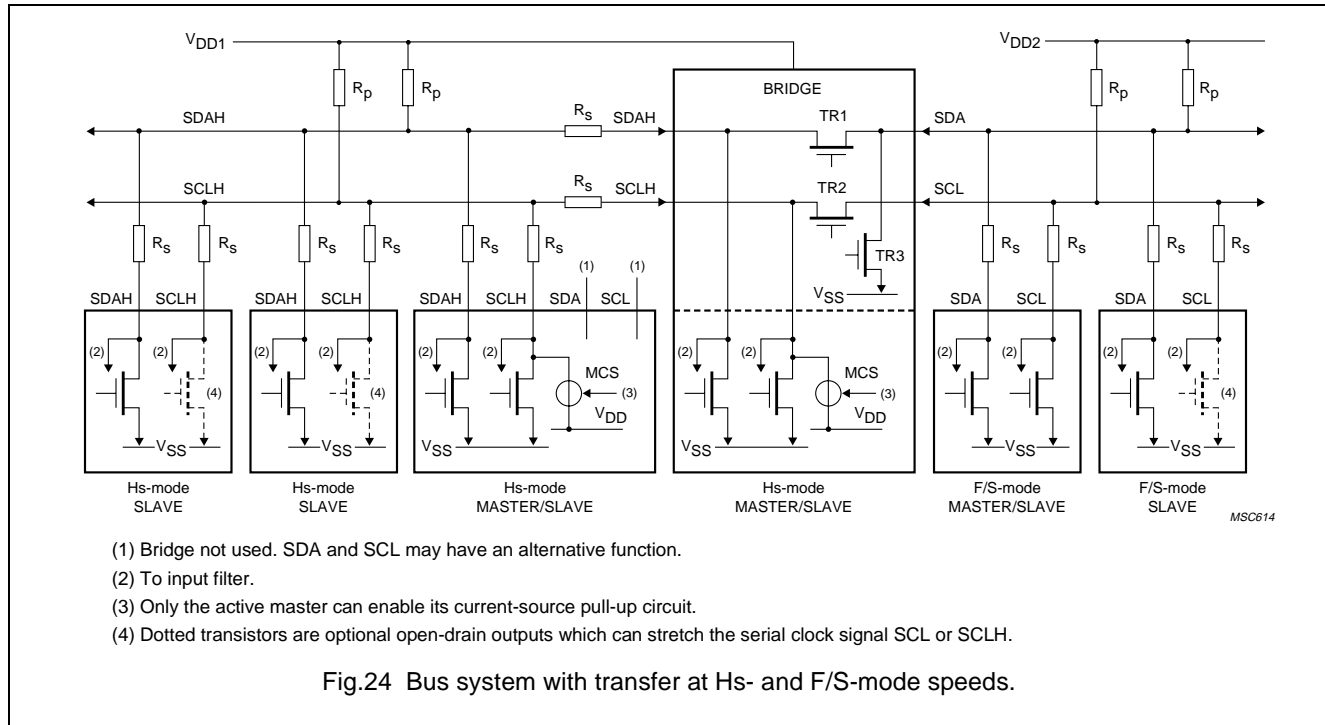 VDD1
VDD2
BRIDGE
Rp
Rp
Rp
Rp
SDAH
Rs
SDAH
TR1
SDA
SCLH
Rs
SCLH
TR2
SCL
Rs
Rs
Rs
Rs
Rs
Rs
TR3
Rs
Rs
Rs
Rs
(1)
(1)
VSS
SDAH
SCLH
SDAH
SCLH
SDAH
SCLH
SDA
SCL
SDA
SCL
SDA
SCL
(2)
(2)
(2)
(2)
(2)
(2)
(2)
(2)
(2)
(2)
(2)
(2)
(4)
(4)
MCS
(3)
MCS
(3)
(4)
VDD
VDD
VSS
VSS
VSS
VSS
VSS
VSS
Hs-mode
SLAVE
Hs-mode
SLAVE
Hs-mode
MASTER/SLAVE
Hs-mode
MASTER/SLAVE
F/S-mode
MASTER/SLAVE
F/S-mode
SLAVE
MSC614
(1) Bridge not used. SDA and SCL may have an alternative function.
(2) To input filter.
(3) Only the active master can enable its current-source pull-up circuit.
(4) Dotted transistors are optional open-drain outputs which can stretch the serial clock signal SCL or SCLH.
Fig.24 Bus system with transfer at Hs- and F/S-mode speeds.